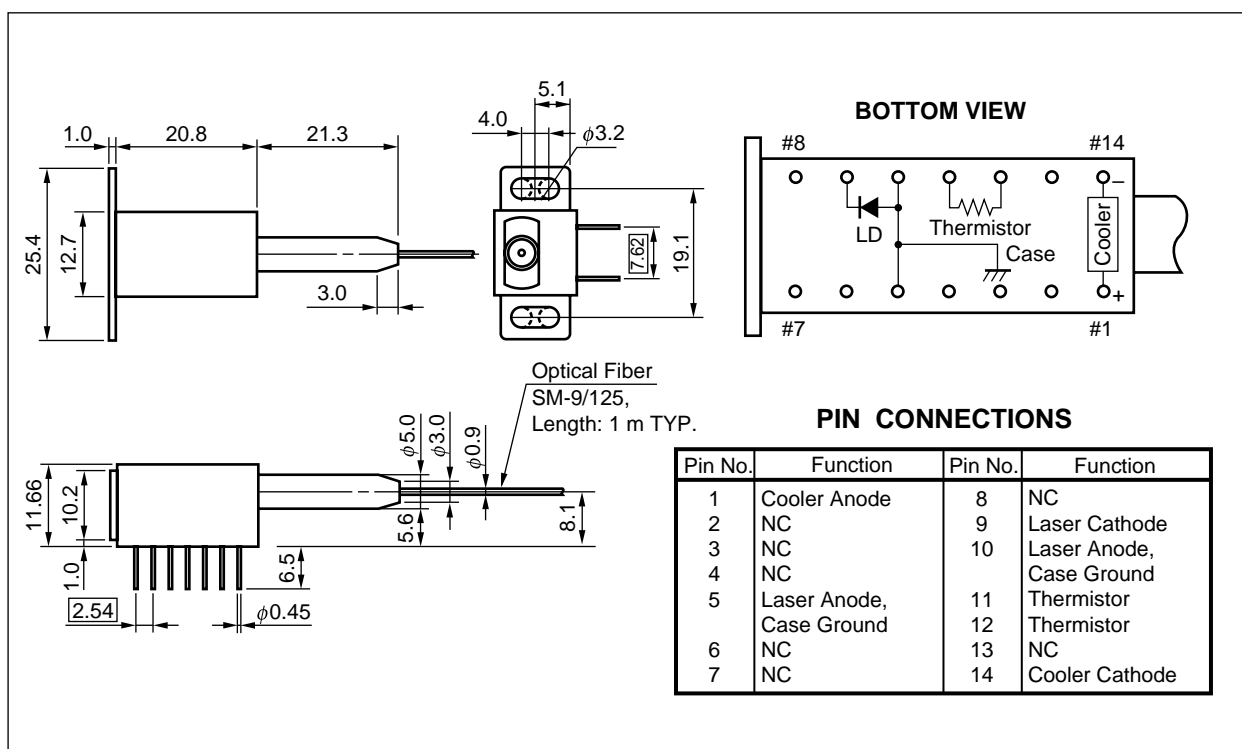 1.0
20.8
21.3
25.4
12.7
3.0
5.1
4.0
ϕ3.2
7.62
19.1
BOTTOM VIEW
#8
#14
−
LD
Thermistor
Case
Cooler
+
#7
#1
Optical Fiber
SM-9/125,
Length: 1 m TYP.
ϕ5.0
ϕ3.0
ϕ0.9
11.66
10.2
1.0
5.6
8.1
6.5
2.54
ϕ0.45
PIN CONNECTIONS
Pin No. Function Pin No. Function
1 Cooler Anode 8 NC
2 NC 9 Laser Cathode
3 NC 10 Laser Anode,
4 NC Case Ground
5 Laser Anode, 11 Thermistor
Case Ground 12 Thermistor
6 NC 13 NC
7 NC 14 Cooler Cathode